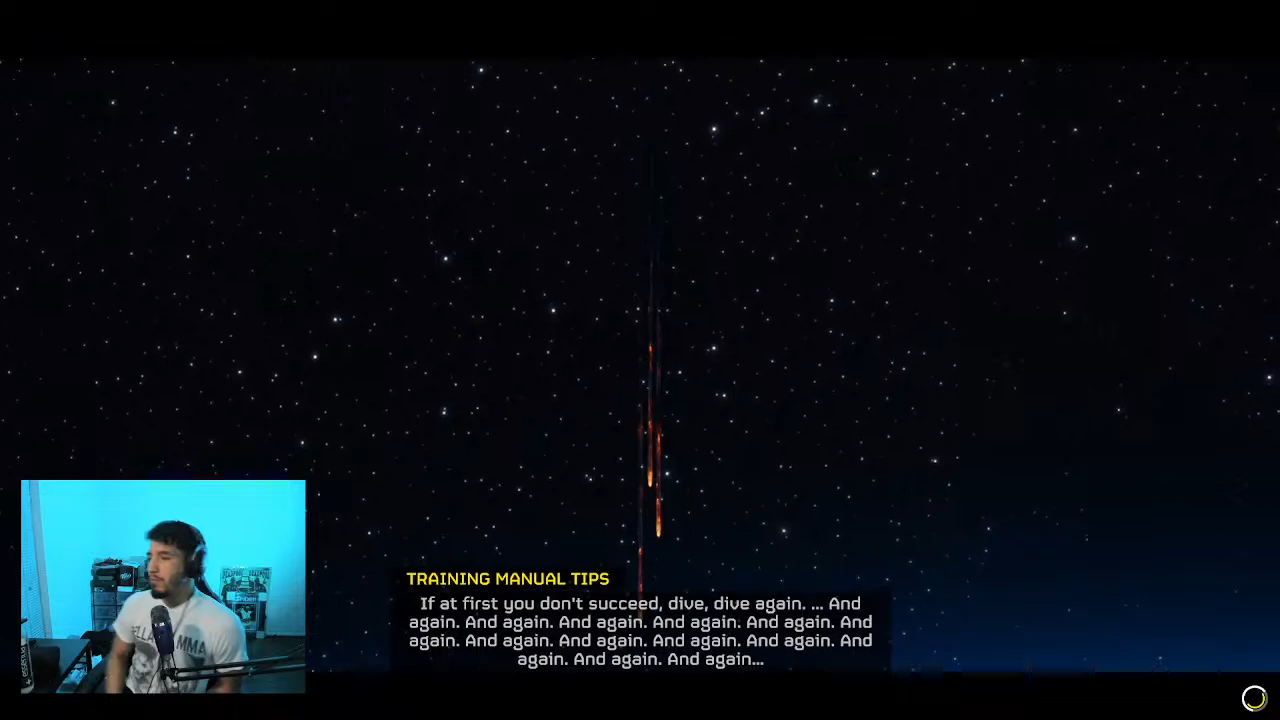 TRAINING MANUAL TIPS
If at first you don't succeed, dive, dive again. ... And
again. And again. And again. And again. And again. And
again. And again. And again. And again. And again. And
again. And again. And again...